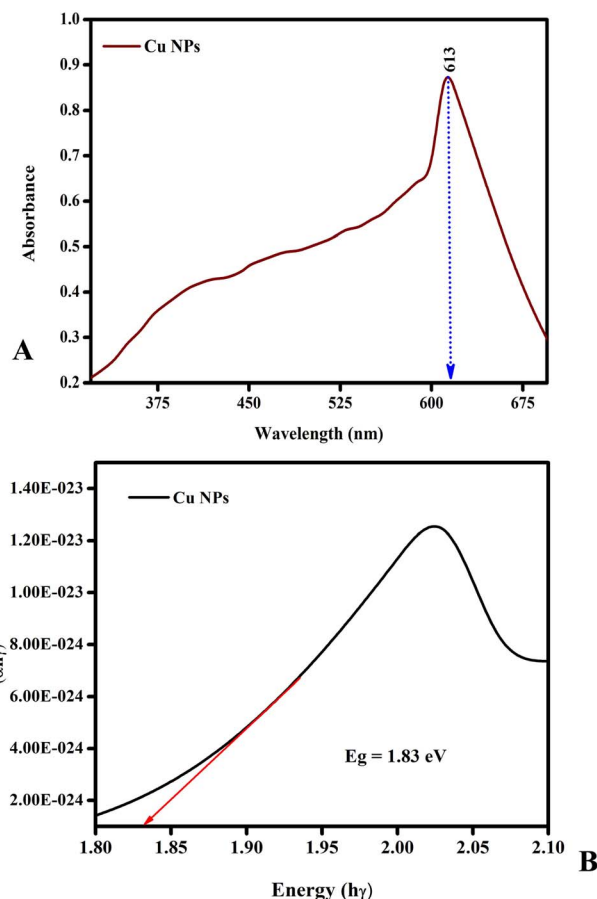 1.0
Cu NPs
613
0.9
0.8
0.7
0.6
0.5
0.4
0.3
0.2
Absorbance
A
375
450
525
600
675
Wavelength (nm)
1.40E-023
Cu NPs
1.20E-023
1.00E-023
8.00E-024
6.00E-024
4.00E-024
2.00E-024
Eg = 1.83 eV
1.80
1.85
1.90
1.95
2.00
2.05
2.10
B
Energy (hγ)